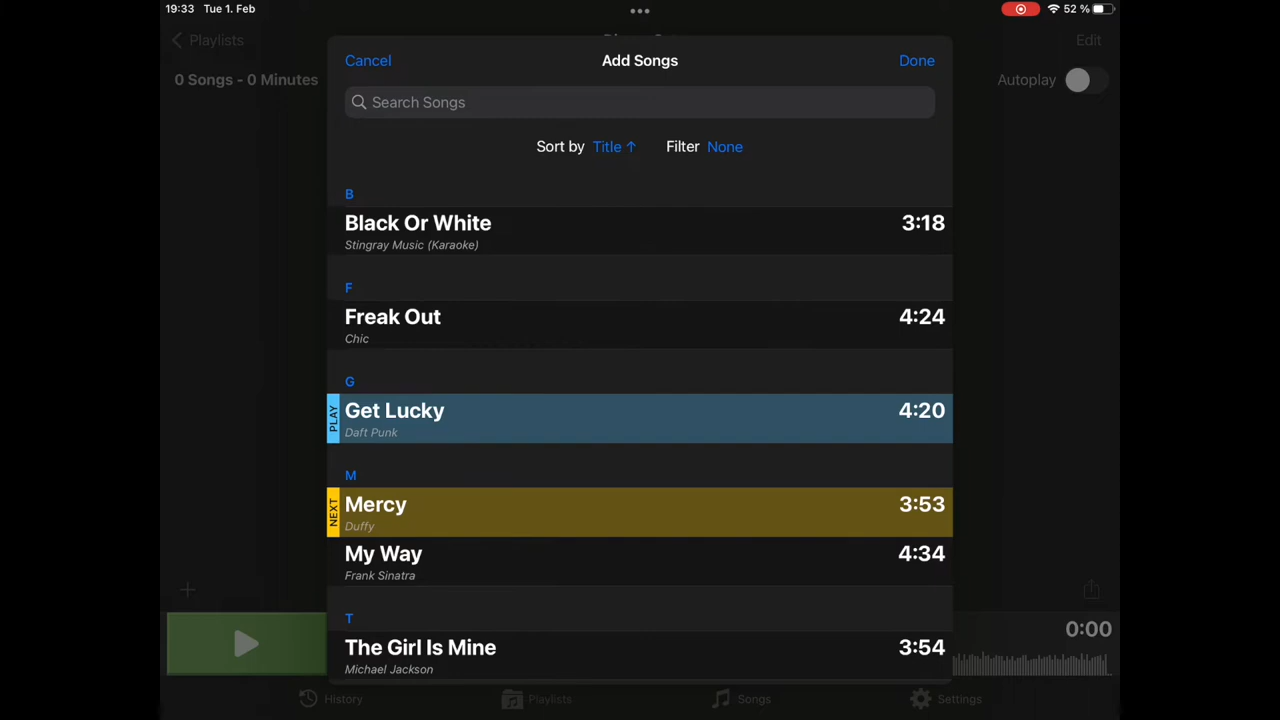 19:33 Tue 1. Feb
52 %
Playlists
Edit
Cancel
Add Songs
Done
0 Songs - 0 Minutes
Autoplay
Search Songs
Sort by Title ↑ Filter None
B
Black Or White 3:18
Stingray Music (Karaoke)
F
Freak Out 4:24
Chic
G
PLAY
Get Lucky 4:20
Daft Punk
M
NEXT
Mercy 3:53
Duffy
My Way 4:34
Frank Sinatra
T
The Girl Is Mine 3:54
Michael Jackson
0:00
History
Playlists
Songs
Settings